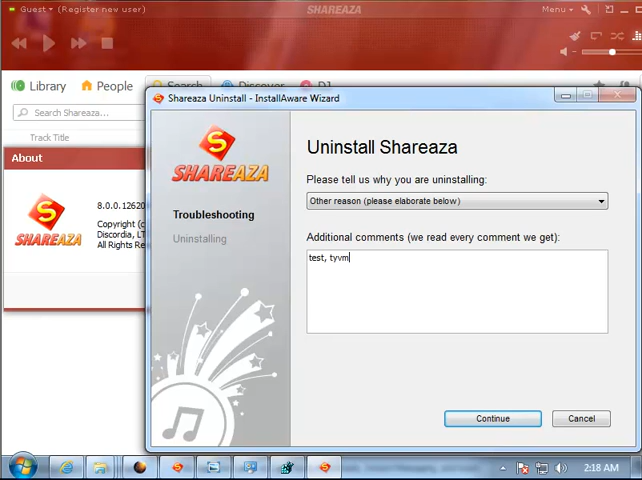 Guest (Register new user)
SHAREAZA
Menu
Library
People
Search
Discover
DJ
Search Shareaza...
Track Title
About
SHAREAZA
8.0.0.12620
Copyright (c)
Discordia, LT
All Rights Re
Shareaza Uninstall - InstallAware Wizard
S
SHAREAZA
Troubleshooting
Uninstalling
Uninstall Shareaza
Please tell us why you are uninstalling:
Other reason (please elaborate below)
Additional comments (we read every comment we get):
test, tyvm
Continue
Cancel
2:18 AM